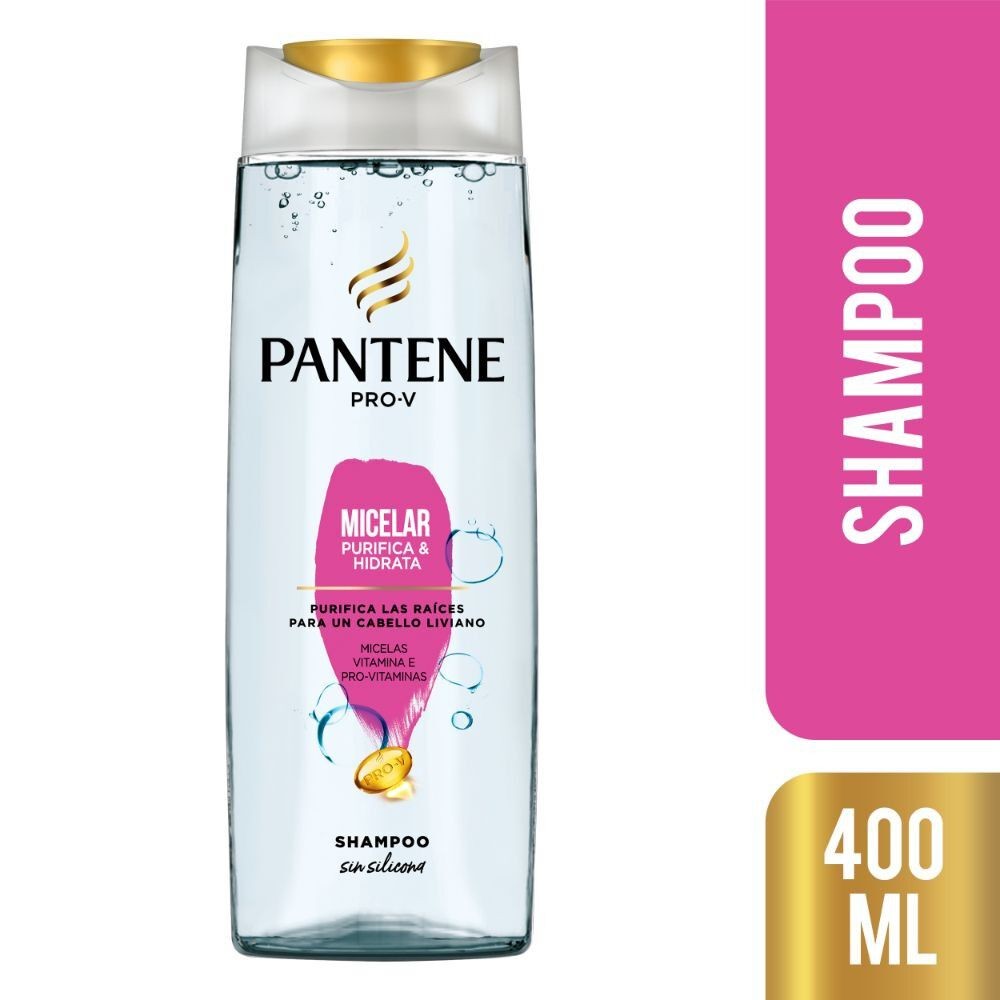 PANTENE
PRO-V
MICELAR
PURIFICA &
HIDRATA
PURIFICA LAS RAÍCES
PARA UN CABELLO LIVIANO
MICELAS
VITAMINA E
PRO-VITAMINAS
PRO-V
SHAMPOO
sin silicona
SHAMPOO
400
ML